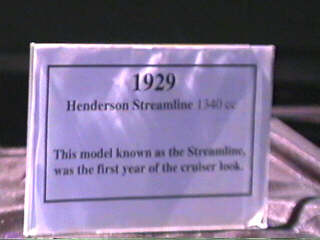 1929
Henderson Streamline 1340 cc
This model known as the Streamline,
was the first year of the cruiser look.